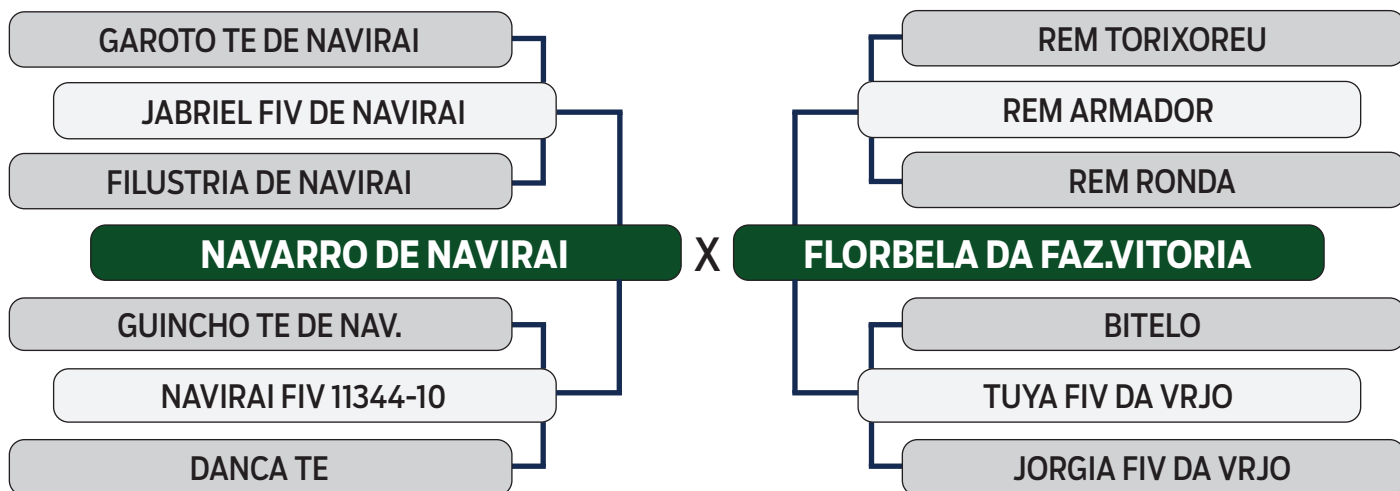 GAROTO TE DE NAVIRAI
REM TORIXOREU
JABRIEL FIV DE NAVIRAI
REM ARMADOR
FILUSTRIA DE NAVIRAI
REM RONDA
NAVARRO DE NAVIRAI X FLORBELA DA FAZ.VITORIA
GUINCHO TE DE NAV.
BITELO
NAVIRAI FIV 11344-10
TUYA FIV DA VRJO
DANCA TE
JORGIA FIV DA VRJO